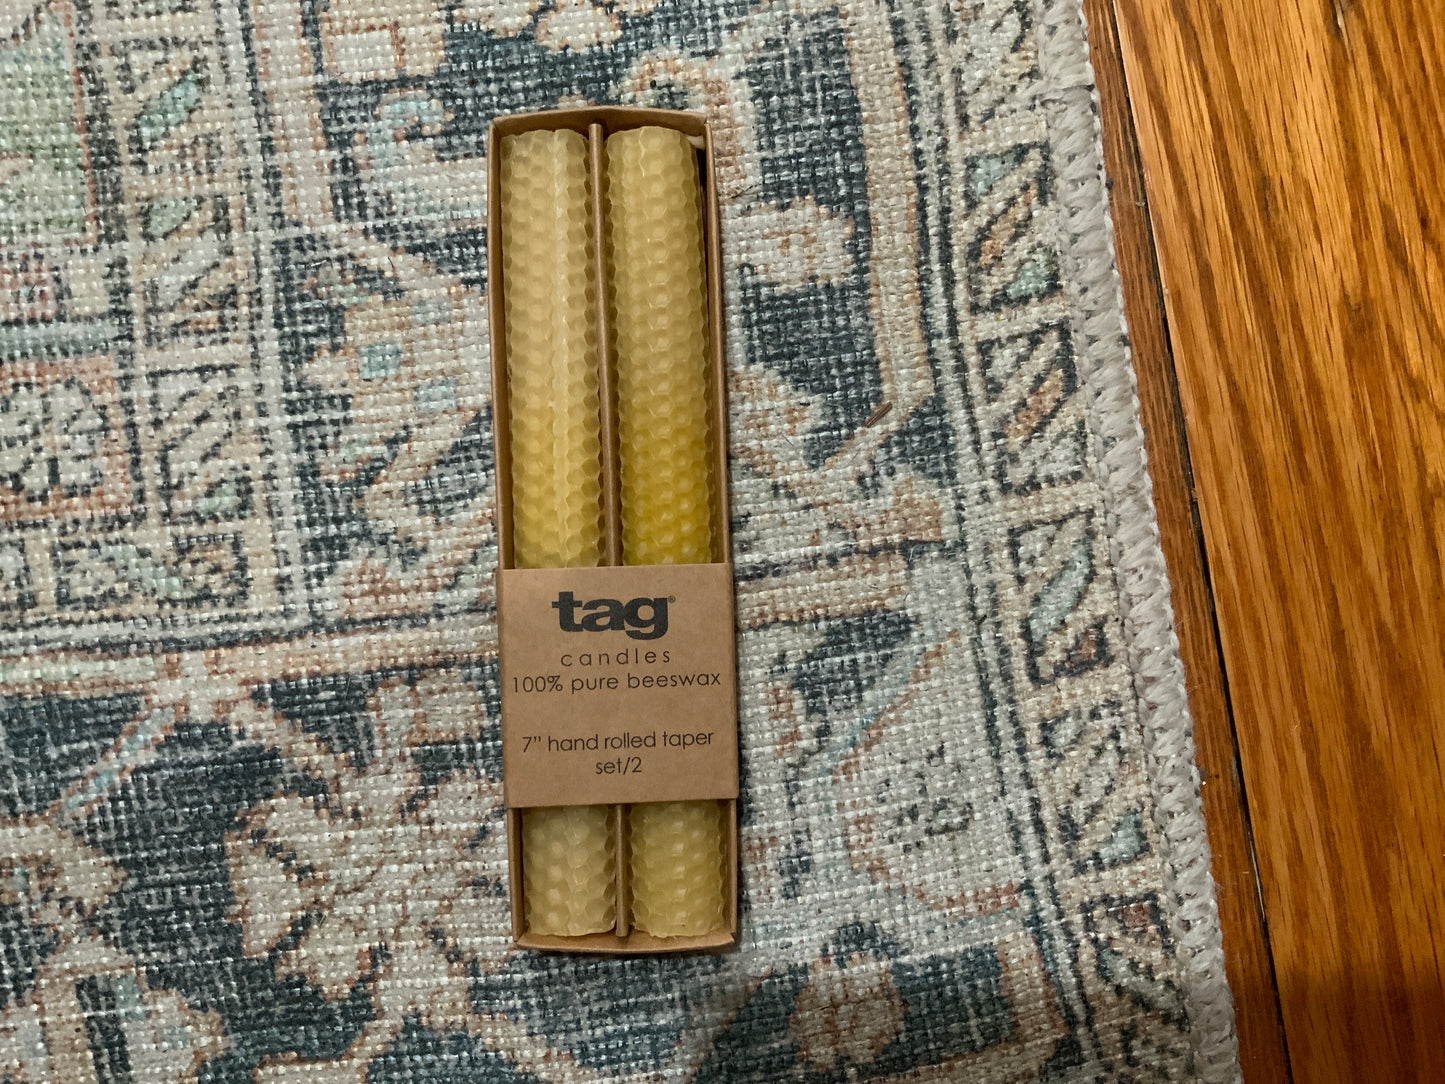 tag®
candles
100% pure beeswax
7” hand rolled taper
set/2